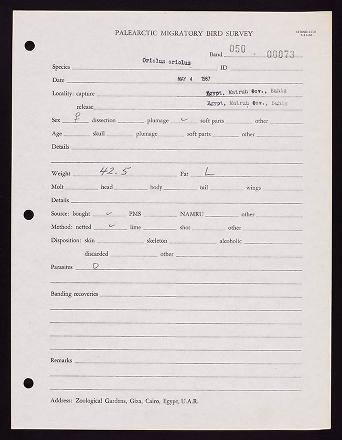 PALEARCTIC MIGRATORY BIRD SURVEY
Band 050 - 00073
Species Oriolus oriolus ID
Date MAY 4 1967
Locality: capture Egypt, Matruh Gov., Bahig
release Egypt, Matruh Gov., Bahig
Sex ♀ dissection plumage ✓ soft parts other
Age skull plumage soft parts other
Details
Weight 42.5 Fat L
Molt head body tail wings
Details
Source: bought ✓ PMS NAMRU other
Method: netted ✓ lime shot other
Disposition: skin skeleton alcoholic
discarded other
Parasites O
Banding recoveries
Remarks
Address: Zoological Gardens, Giza, Cairo, Egypt, U.A.R.